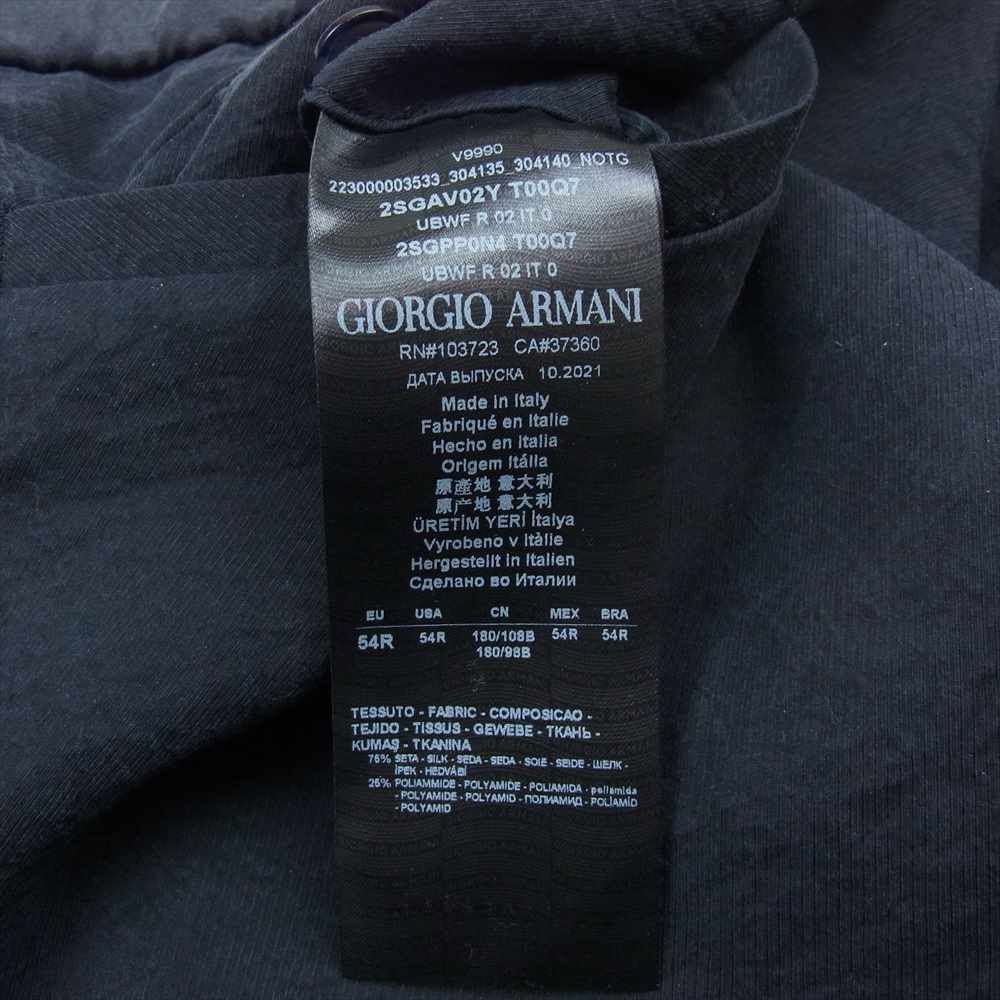 V9990
223000003533_304135_304140_NOTG
2SGAV02Y T00Q7
UBWF R 02 IT 0
2SGPP0N4 T00Q7
UBWF R 02 IT 0
GIORGIO ARMANI
RN#103723 CA#37360
ДАТА ВЫПУСКА 10.2021
Made in Italy
Fabriqué en Italie
Hecho en Italia
Origem Itália
原產地 意大利
原产地 意大利
ÜRETİM YERİ İtalya
Vyrobeno v Itàlie
Hergestellt in Italien
Сделано во Италии
EU USA CN MEX BRA
54R 54R 180/108B 54R 54R
180/98B
TESSUTO - FABRIC - COMPOSICAO -
TEJIDO - TISSUS - GEWEBE - ТКАНЬ -
KUMAŞ - TKANINA
75% SETA - SILK - SEDA - SEDA - SOIE - SEIDE - ШЕЛК -
İPEK - HEDVÁBÍ
25% POLIAMMIDE - POLYAMIDE - POLIAMIDA - poliamida
- POLYAMIDE - POLYAMID - ПОЛИАМИД - POLİAMİD
- POLYAMID